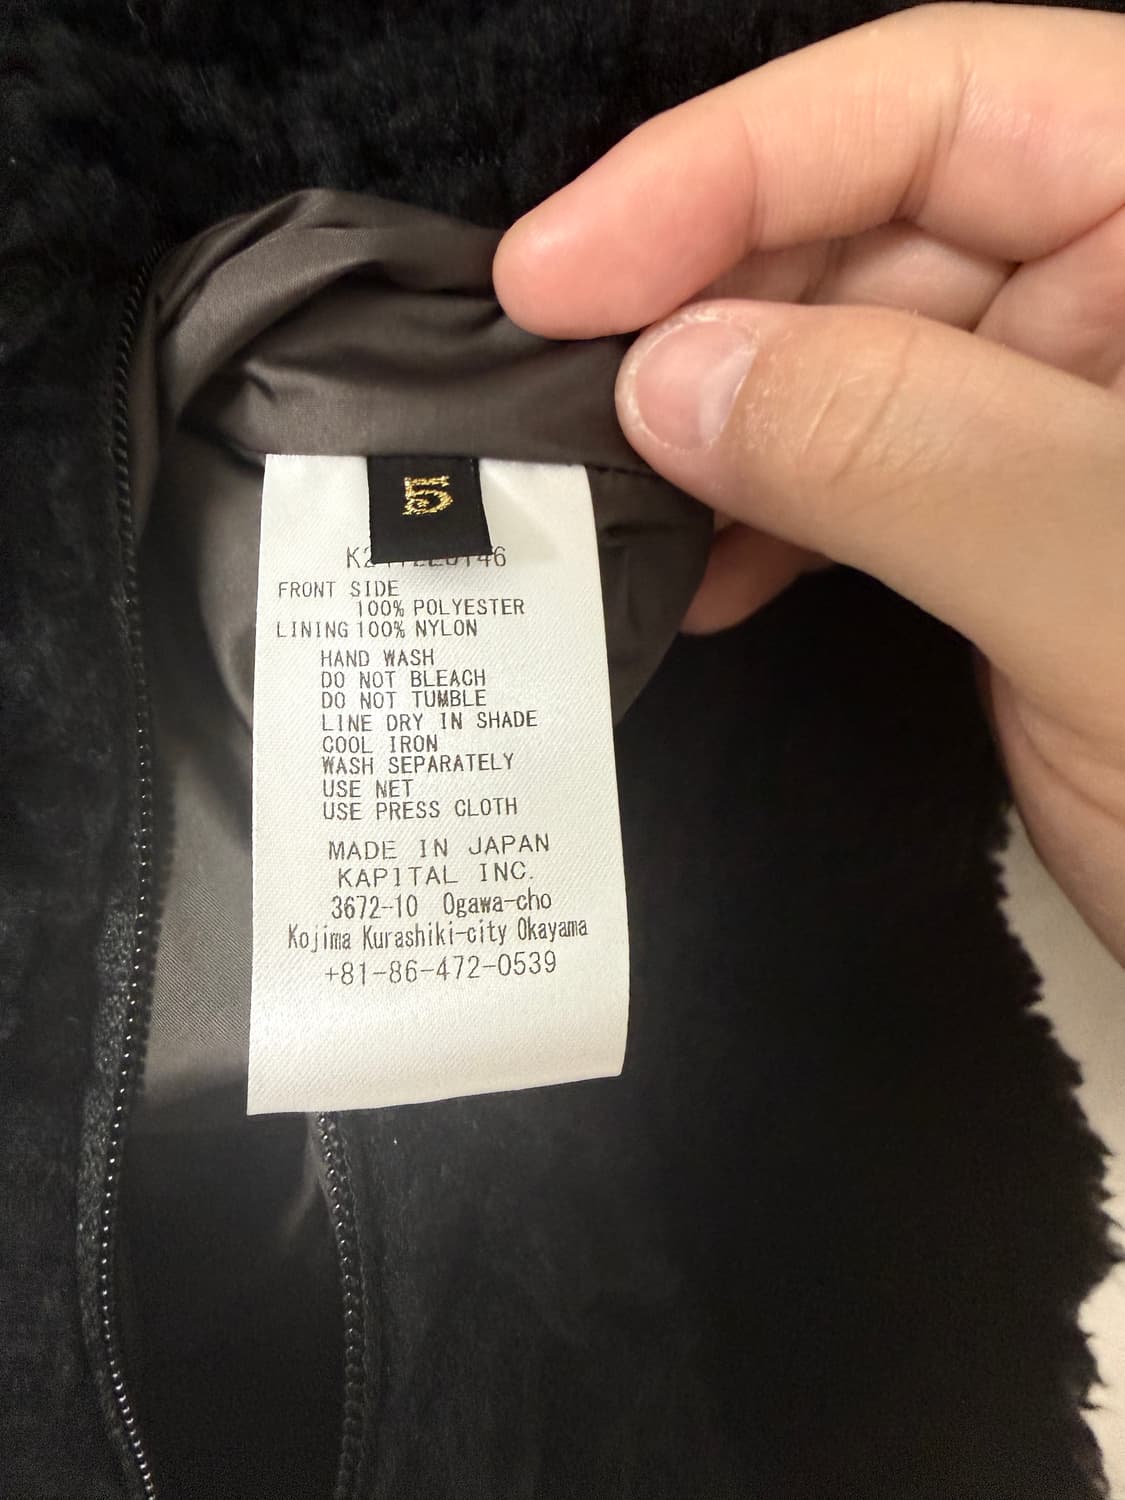 5
FRONT SIDE
100% POLYESTER
LINING 100% NYLON
HAND WASH
DO NOT BLEACH
DO NOT TUMBLE
LINE DRY IN SHADE
COOL IRON
WASH SEPARATELY
USE NET
USE PRESS CLOTH
MADE IN JAPAN
KAPITAL INC.
3672-10 Ogawa-cho
Kojima Kurashiki-city Okayama
+81-86-472-0539